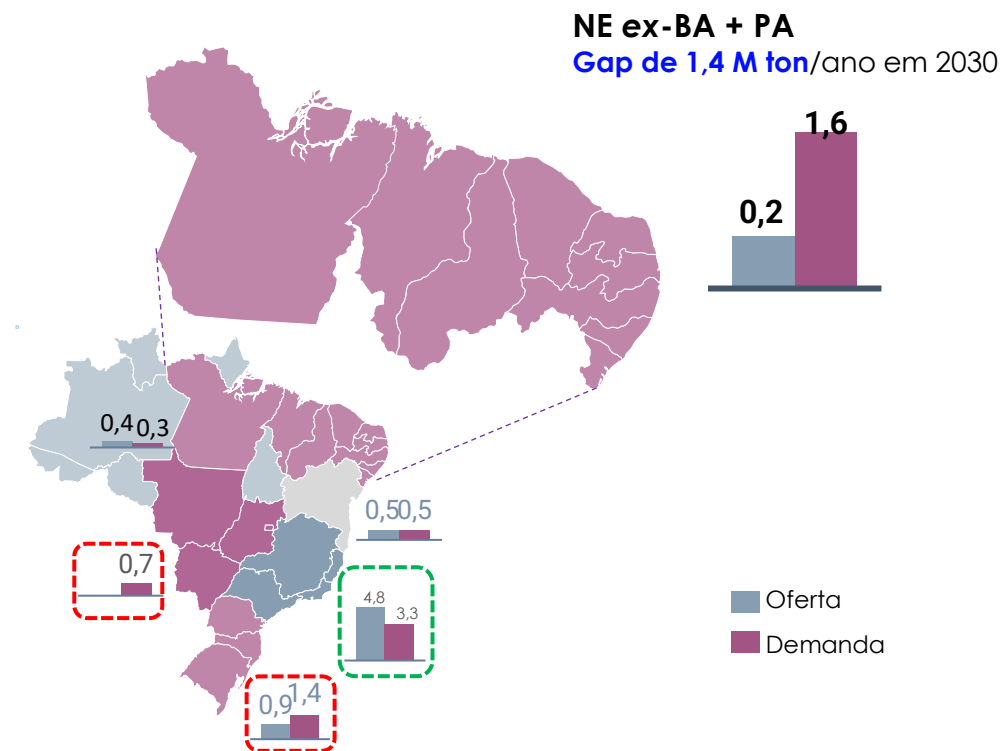 NE ex-BA + PA
Gap de 1,4 M ton/ano em 2030
1,6
0,2
0,4 0,3
0,5 0,5
0,7
4,8
3,3
0,9 1,4
Oferta
Demanda